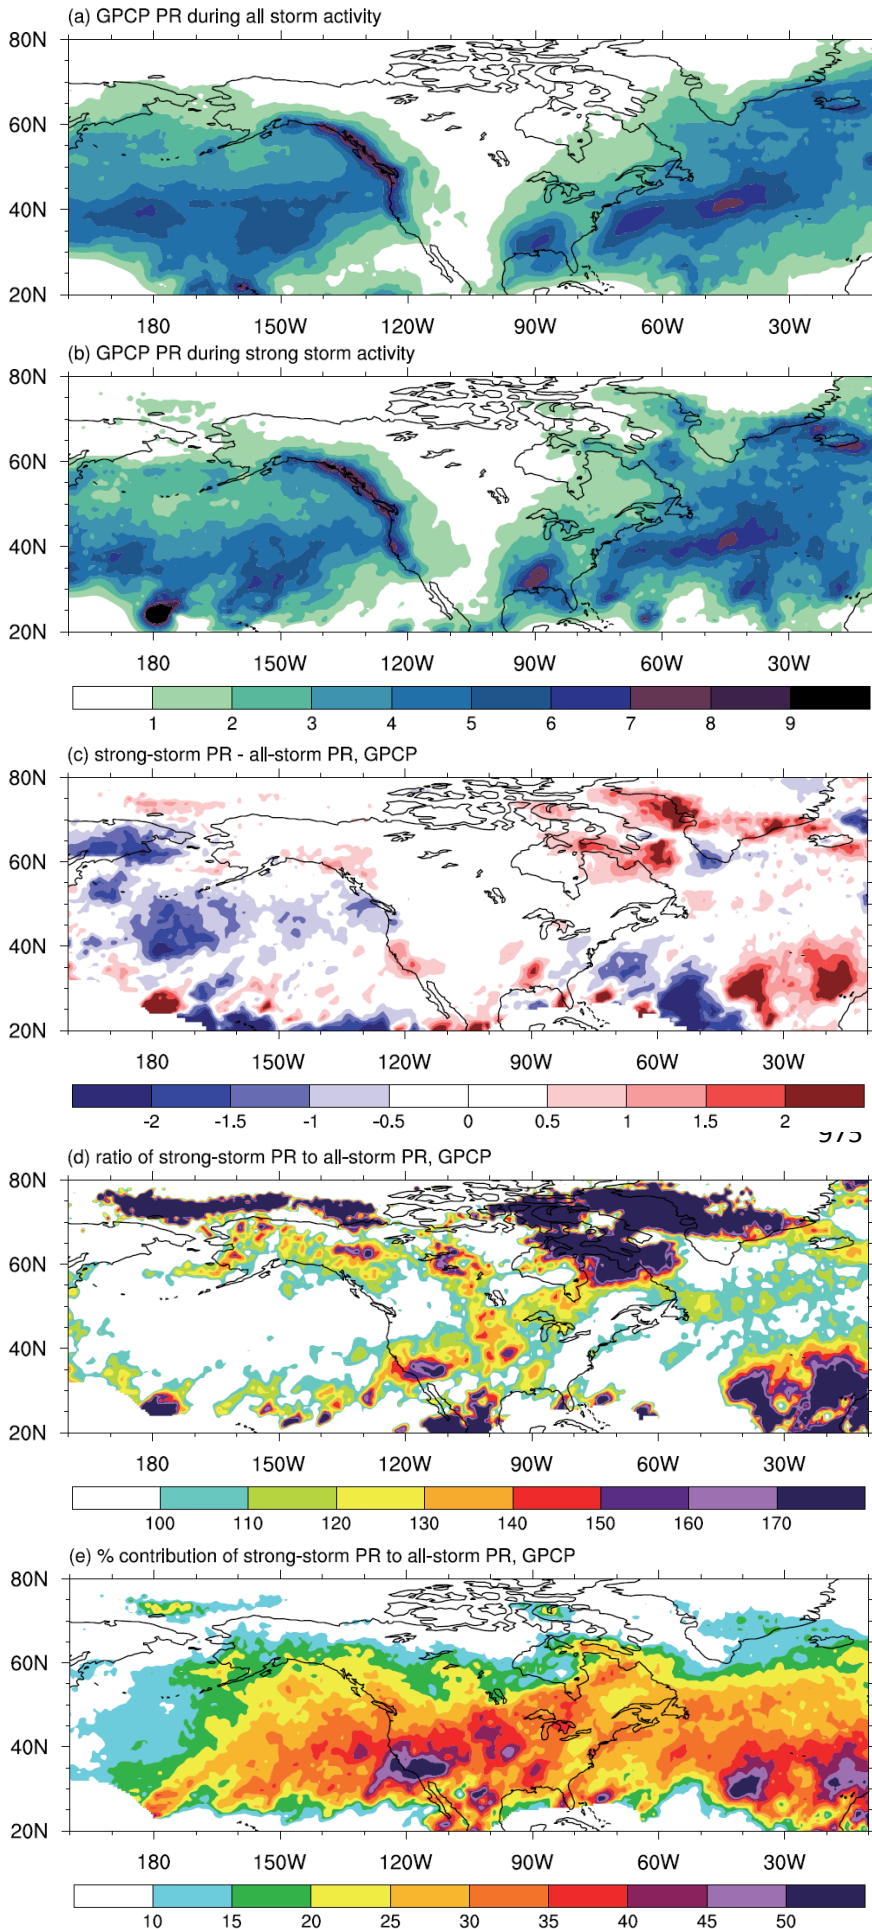 (a) GPCP PR during all storm activity
80N
60N
40N
20N
180 150W 120W 90W 60W 30W
(b) GPCP PR during strong storm activity
80N
60N
40N
20N
180 150W 120W 90W 60W 30W
1 2 3 4 5 6 7 8 9
(c) strong-storm PR - all-storm PR, GPCP
80N
60N
40N
20N
180 150W 120W 90W 60W 30W
-2 -1.5 -1 -0.5 0 0.5 1 1.5 2
975
(d) ratio of strong-storm PR to all-storm PR, GPCP
80N
60N
40N
20N
180 150W 120W 90W 60W 30W
100 110 120 130 140 150 160 170
(e) % contribution of strong-storm PR to all-storm PR, GPCP
80N
60N
40N
20N
180 150W 120W 90W 60W 30W
10 15 20 25 30 35 40 45 50